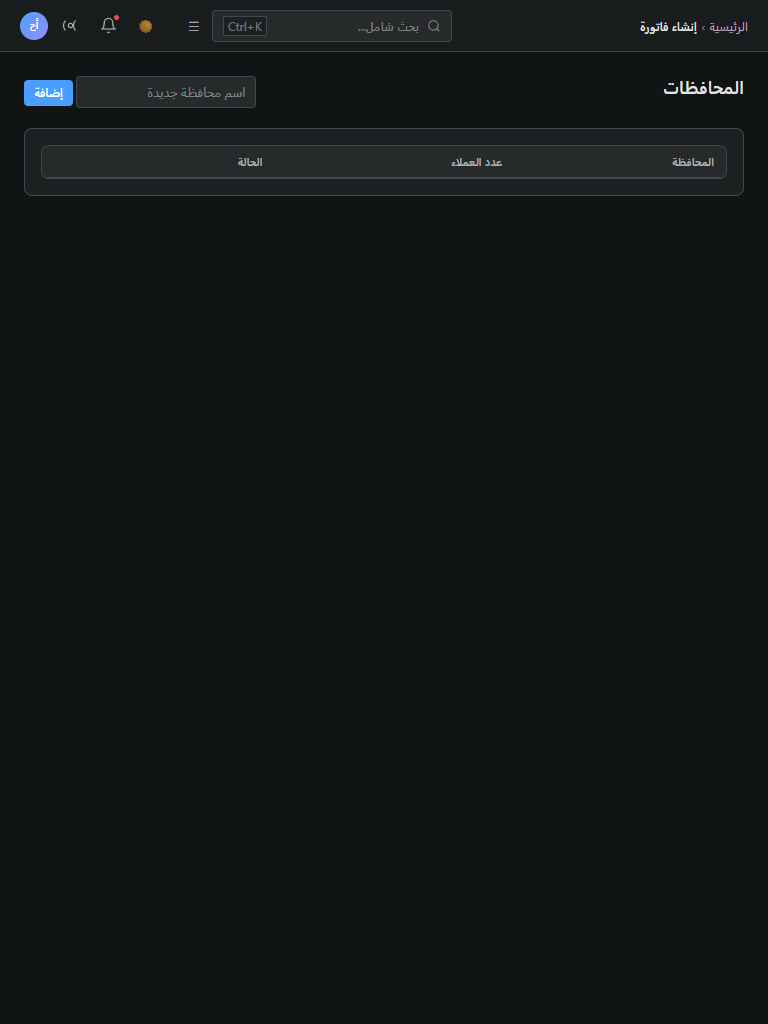 الرئيسية › إنشاء فاتورة
بحث شامل... Ctrl+K
☰
أح
المحافظات
اسم محافظة جديدة
إضافة
المحافظة عدد العملاء الحالة